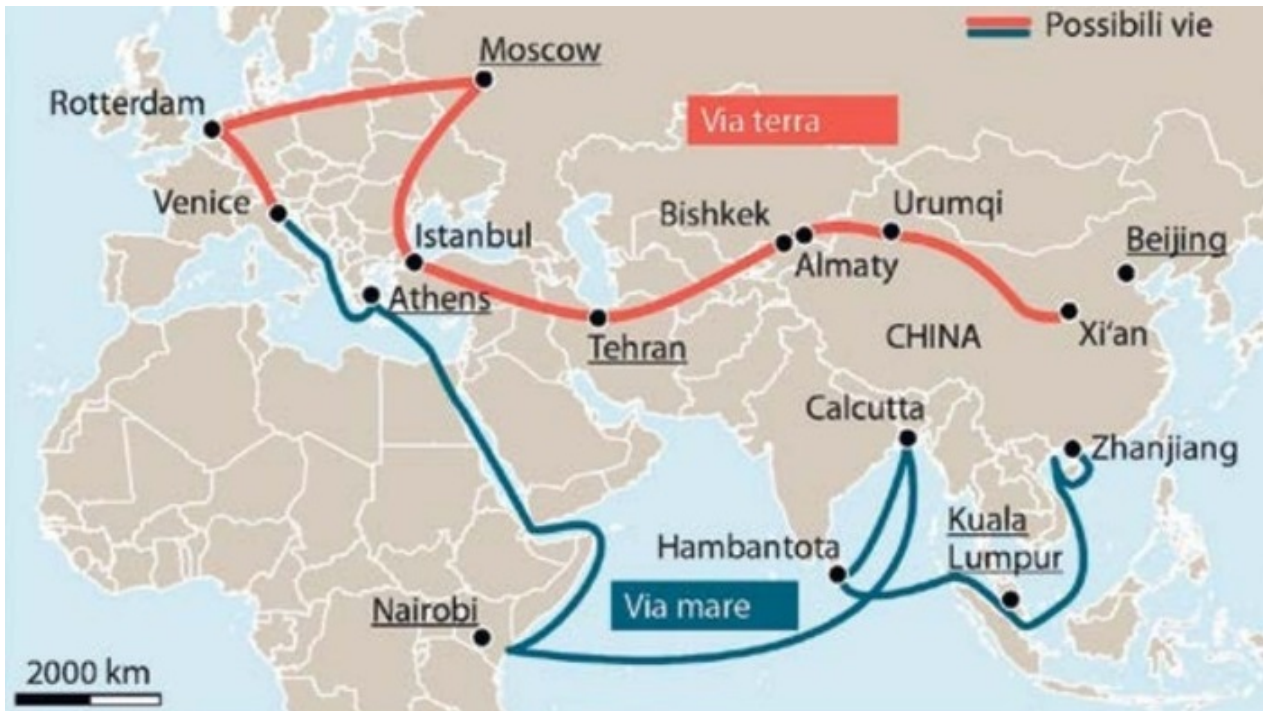 Possibili vie
Moscow
Rotterdam
Via terra
Venice
Istanbul
Bishkek
Urumqi
Almaty
Beijing
Athens
Tehran
CHINA
Xi'an
Calcutta
Zhanjiang
Kuala
Lumpur
Hambantota
Via mare
Nairobi
2000 km